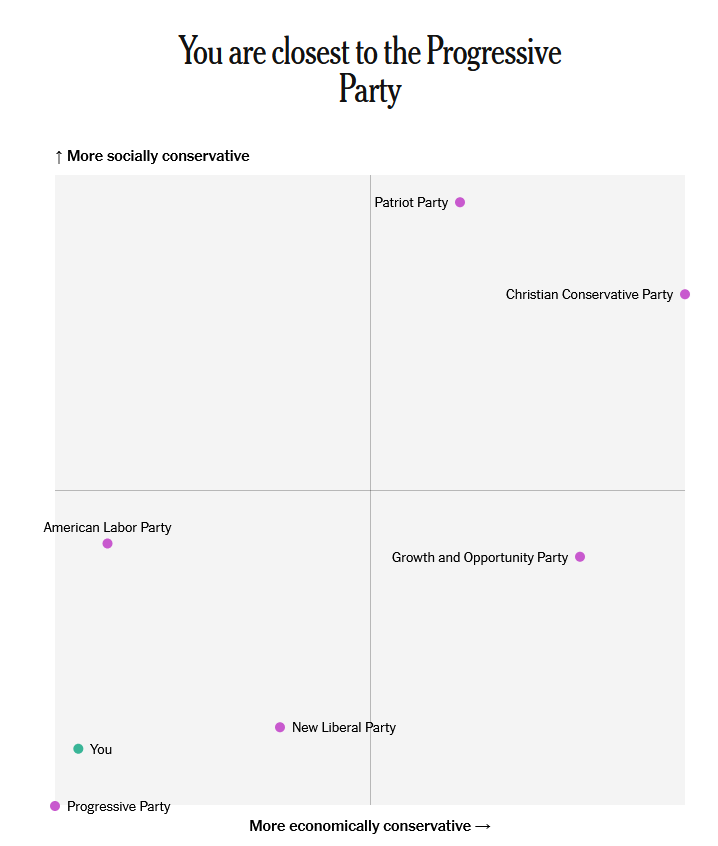 You are closest to the Progressive
Party
↑ More socially conservative
Patriot Party
Christian Conservative Party
American Labor Party
Growth and Opportunity Party
New Liberal Party
You
Progressive Party
More economically conservative →